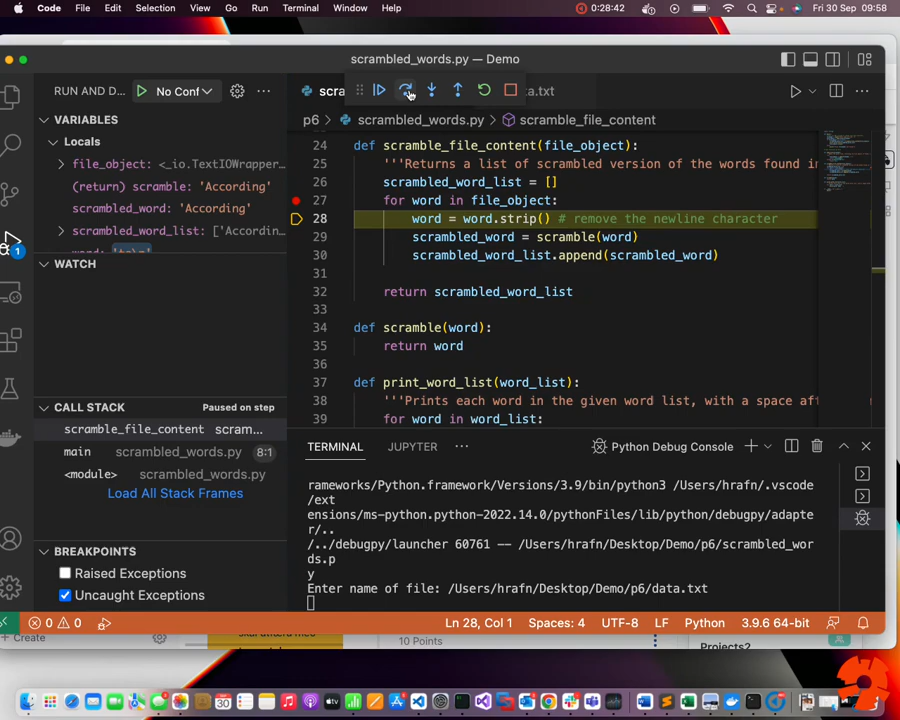 Code File Edit Selection View Go Run Terminal Window Help 00:28:42 Fri 30 Sep 09:58
scrambled_words.py — Demo
RUN AND D... No Conf
p6 > scrambled_words.py > scramble_file_content
VARIABLES
Locals
file_object: <_io.TextIOWrapper...
(return) scramble: 'According'
scrambled_word: 'According'
scrambled_word_list: ['Accordin...
WATCH
CALL STACK Paused on step
scramble_file_content scram...
main scrambled_words.py 8:1
<module> scrambled_words.py
Load All Stack Frames
BREAKPOINTS
Raised Exceptions
Uncaught Exceptions
24 def scramble_file_content(file_object):
25 '''Returns a list of scrambled version of the words found in
26 scrambled_word_list = []
27 for word in file_object:
28 word = word.strip() # remove the newline character
29 scrambled_word = scramble(word)
30 scrambled_word_list.append(scrambled_word)
31
32 return scrambled_word_list
33
34 def scramble(word):
35 return word
36
37 def print_word_list(word_list):
38 '''Prints each word in the given word list, with a space af
39 for word in word_list:
TERMINAL JUPYTER ... Python Debug Console
rameworks/Python.framework/Versions/3.9/bin/python3 /Users/hrafn/.vscode
/ext
ensions/ms-python.python-2022.14.0/pythonFiles/lib/python/debugpy/adapte
r/..
/../debugpy/launcher 60761 -- /Users/hrafn/Desktop/Demo/p6/scrambled_wor
ds.p
y
Enter name of file: /Users/hrafn/Desktop/Demo/p6/data.txt
0 0 Ln 28, Col 1 Spaces: 4 UTF-8 LF Python 3.9.6 64-bit
Create 10 Points Projects?